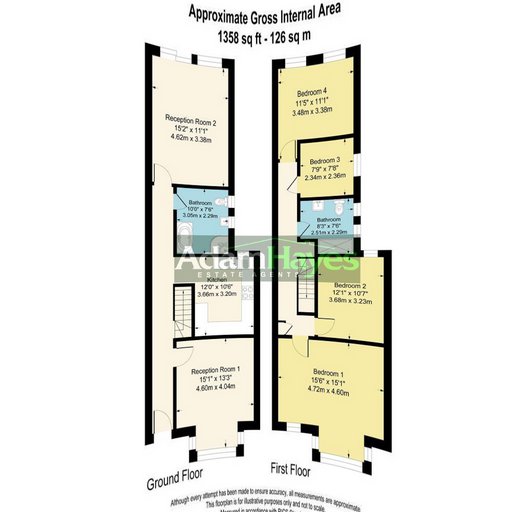 Approximate Gross Internal Area
1358 sq ft - 126 sq m
Reception Room 2
15'2" x 11'1"
4.62m x 3.38m
Bathroom
10'0" x 7'6"
3.05m x 2.29m
Kitchen
12'0" x 10'6"
3.66m x 3.20m
Reception Room 1
15'1" x 13'3"
4.60m x 4.04m
Ground Floor
Bedroom 4
11'5" x 11'1"
3.48m x 3.38m
Bedroom 3
7'9" x 7'8"
2.34m x 2.36m
Bathroom
8'3" x 7'6"
2.51m x 2.29m
Bedroom 2
12'1" x 10'7"
3.68m x 3.23m
Bedroom 1
15'6" x 15'1"
4.72m x 4.60m
First Floor
AdamHayes
ESTATE AGENTS
Although every attempt has been made to ensure accuracy, all measurements are approximate.
This floorplan is for illustrative purposes only and not to scale.
Measured in accordance with RICS